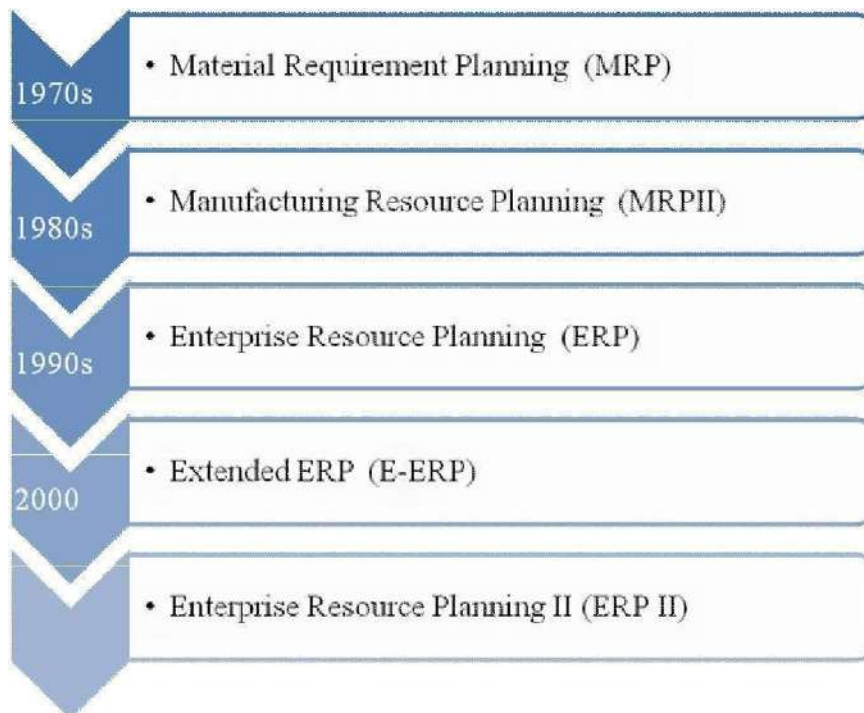 1970s
• Material Requirement Planning (MRP)
1980s
• Manufacturing Resource Planning (MRPII)
1990s
• Enterprise Resource Planning (ERP)
2000
• Extended ERP (E-ERP)
• Enterprise Resource Planning II (ERP II)